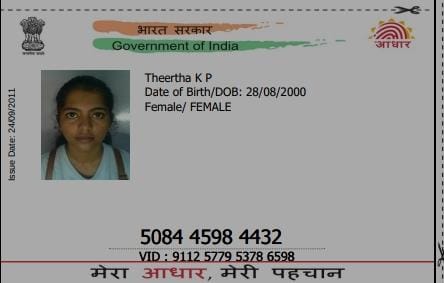 भारत सरकार
Government of India
आधार
Issue Date: 24/09/2011
Theertha K P
Date of Birth/DOB: 28/08/2000
Female/ FEMALE
5084 4598 4432
VID : 9112 5779 5378 6598
मेरा आधार, मेरी पहचान